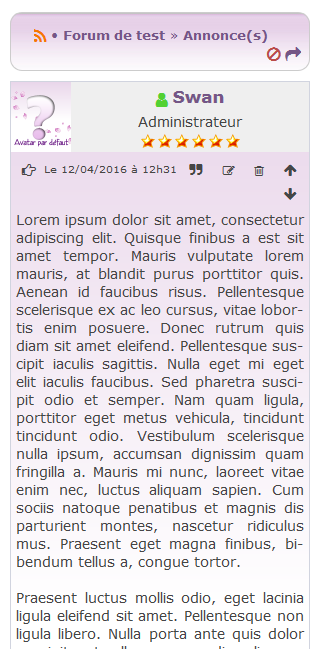 • Forum de test » Annonce(s)
Swan
Administrateur
Avatar par défaut
Le 12/04/2016 à 12h31
Lorem ipsum dolor sit amet, consectetur
adipiscing elit. Quisque finibus a est sit
amet tempor. Mauris vulputate lorem
mauris, at blandit purus porttitor quis.
Aenean id faucibus risus. Pellentesque
scelerisque ex ac leo cursus, vitae lobor-
tis enim posuere. Donec rutrum quis
diam sit amet eleifend. Pellentesque sus-
cipit iaculis sagittis. Nulla eget mi eget
elit iaculis faucibus. Sed pharetra susci-
pit odio et semper. Nam quam ligula,
porttitor eget metus vehicula, tincidunt
tincidunt odio. Vestibulum scelerisque
nulla ipsum, accumsan dignissim quam
fringilla a. Mauris mi nunc, laoreet vitae
enim nec, luctus aliquam sapien. Cum
sociis natoque penatibus et magnis dis
parturient montes, nascetur ridiculus
mus. Praesent eget magna finibus, bi-
bendum tellus a, congue tortor.
Praesent luctus mollis odio, eget lacinia
ligula eleifend sit amet. Pellentesque non
ligula libero. Nulla porta ante quis dolor